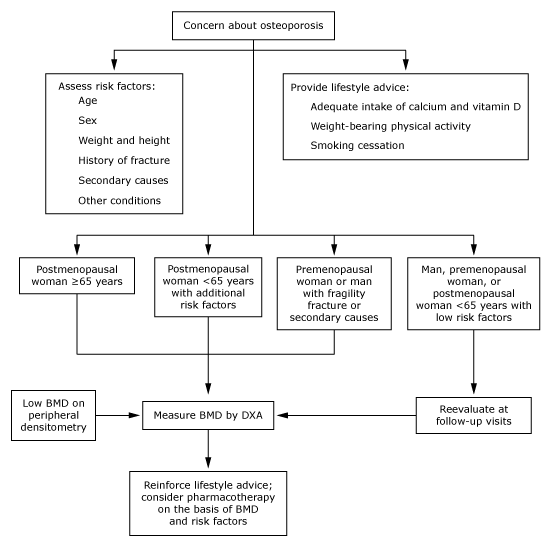 Concern about osteoporosis
Assess risk factors:
Age
Sex
Weight and height
History of fracture
Secondary causes
Other conditions
Provide lifestyle advice:
Adequate intake of calcium and vitamin D
Weight-bearing physical activity
Smoking cessation
Postmenopausal
woman ≥65 years
Postmenopausal
woman <65 years
with additional
risk factors
Premenopausal
woman or man
with fragility
fracture or
secondary causes
Man, premenopausal
woman, or
postmenopausal
woman <65 years with
low risk factors
Low BMD on
peripheral
densitometry
Measure BMD by DXA
Reevaluate at
follow-up visits
Reinforce lifestyle advice;
consider pharmacotherapy
on the basis of BMD
and risk factors